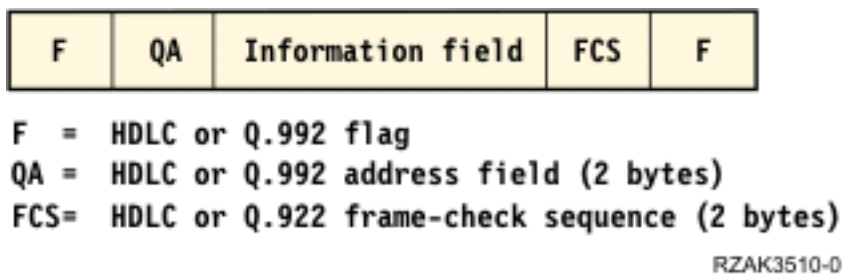 F QA Information field FCS F
F = HDLC or Q.992 flag
QA = HDLC or Q.992 address field (2 bytes)
FCS= HDLC or Q.922 frame-check sequence (2 bytes)
RZAK3510-0